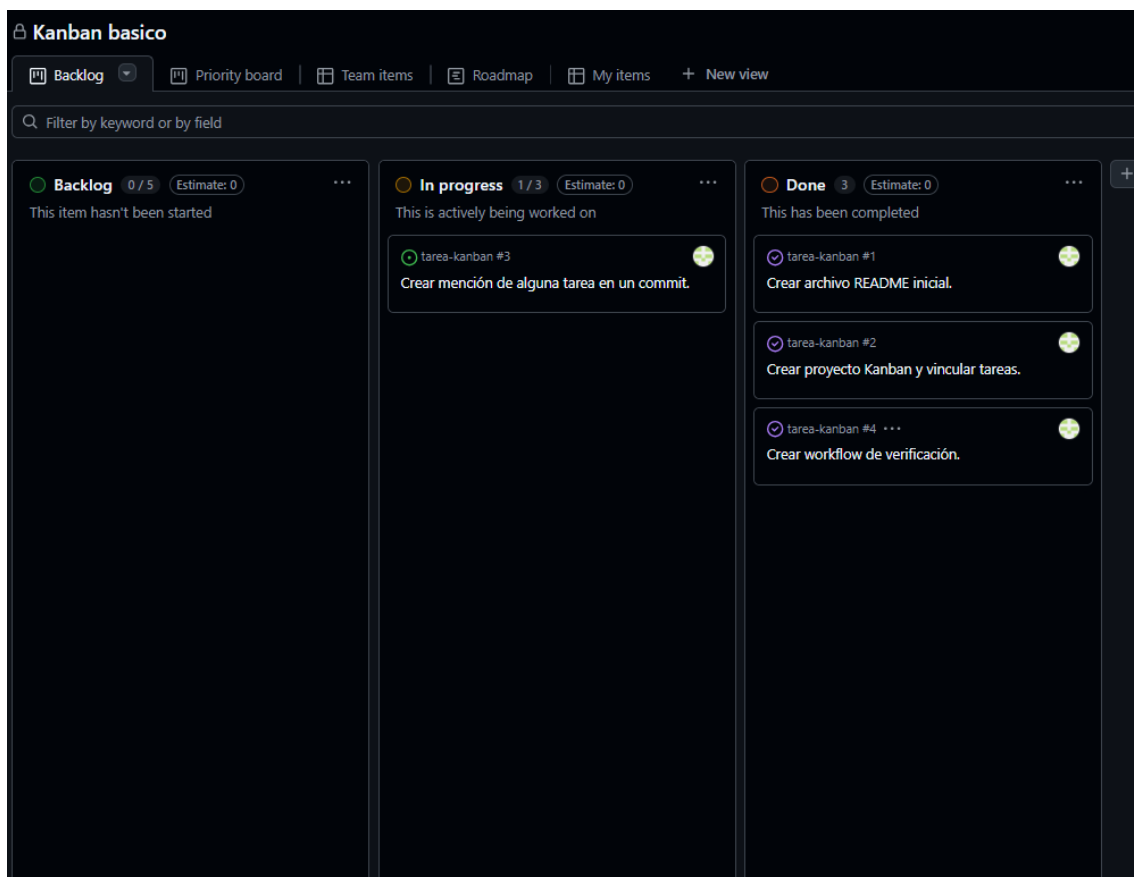 Kanban basico
Backlog Priority board Team items Roadmap My items + New view
Filter by keyword or by field
Backlog 0 / 5 Estimate: 0 ...
This item hasn't been started
In progress 1 / 3 Estimate: 0 ...
This is actively being worked on
tarea-kanban #3
Crear mención de alguna tarea en un commit.
Done 3 Estimate: 0 ...
This has been completed
tarea-kanban #1
Crear archivo README inicial.
tarea-kanban #2
Crear proyecto Kanban y vincular tareas.
tarea-kanban #4 ...
Crear workflow de verificación.